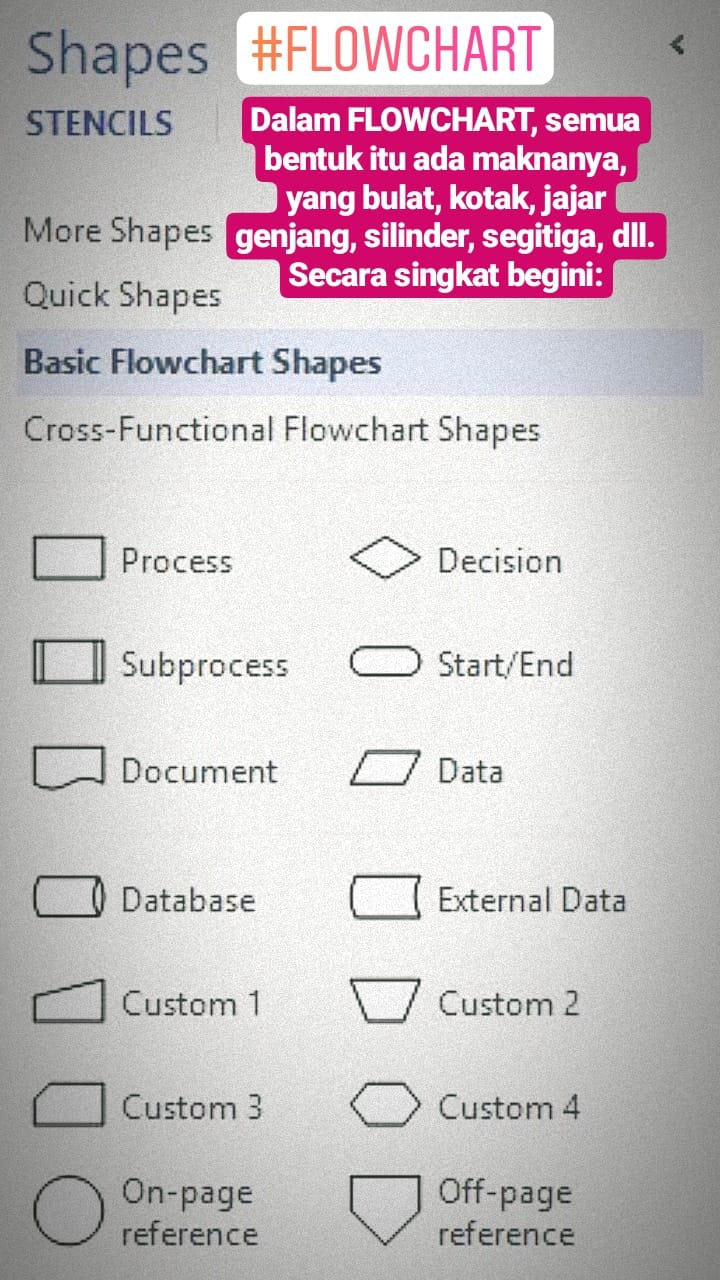 Shapes
#FLOWCHART
STENCILS
Dalam FLOWCHART, semua
bentuk itu ada maknanya,
yang bulat, kotak, jajar
genjang, silinder, segitiga, dll.
Secara singkat begini:
More Shapes
Quick Shapes
Basic Flowchart Shapes
Cross-Functional Flowchart Shapes
Process
Decision
Subprocess
Start/End
Document
Data
Database
External Data
Custom 1
Custom 2
Custom 3
Custom 4
On-page
reference
Off-page
reference